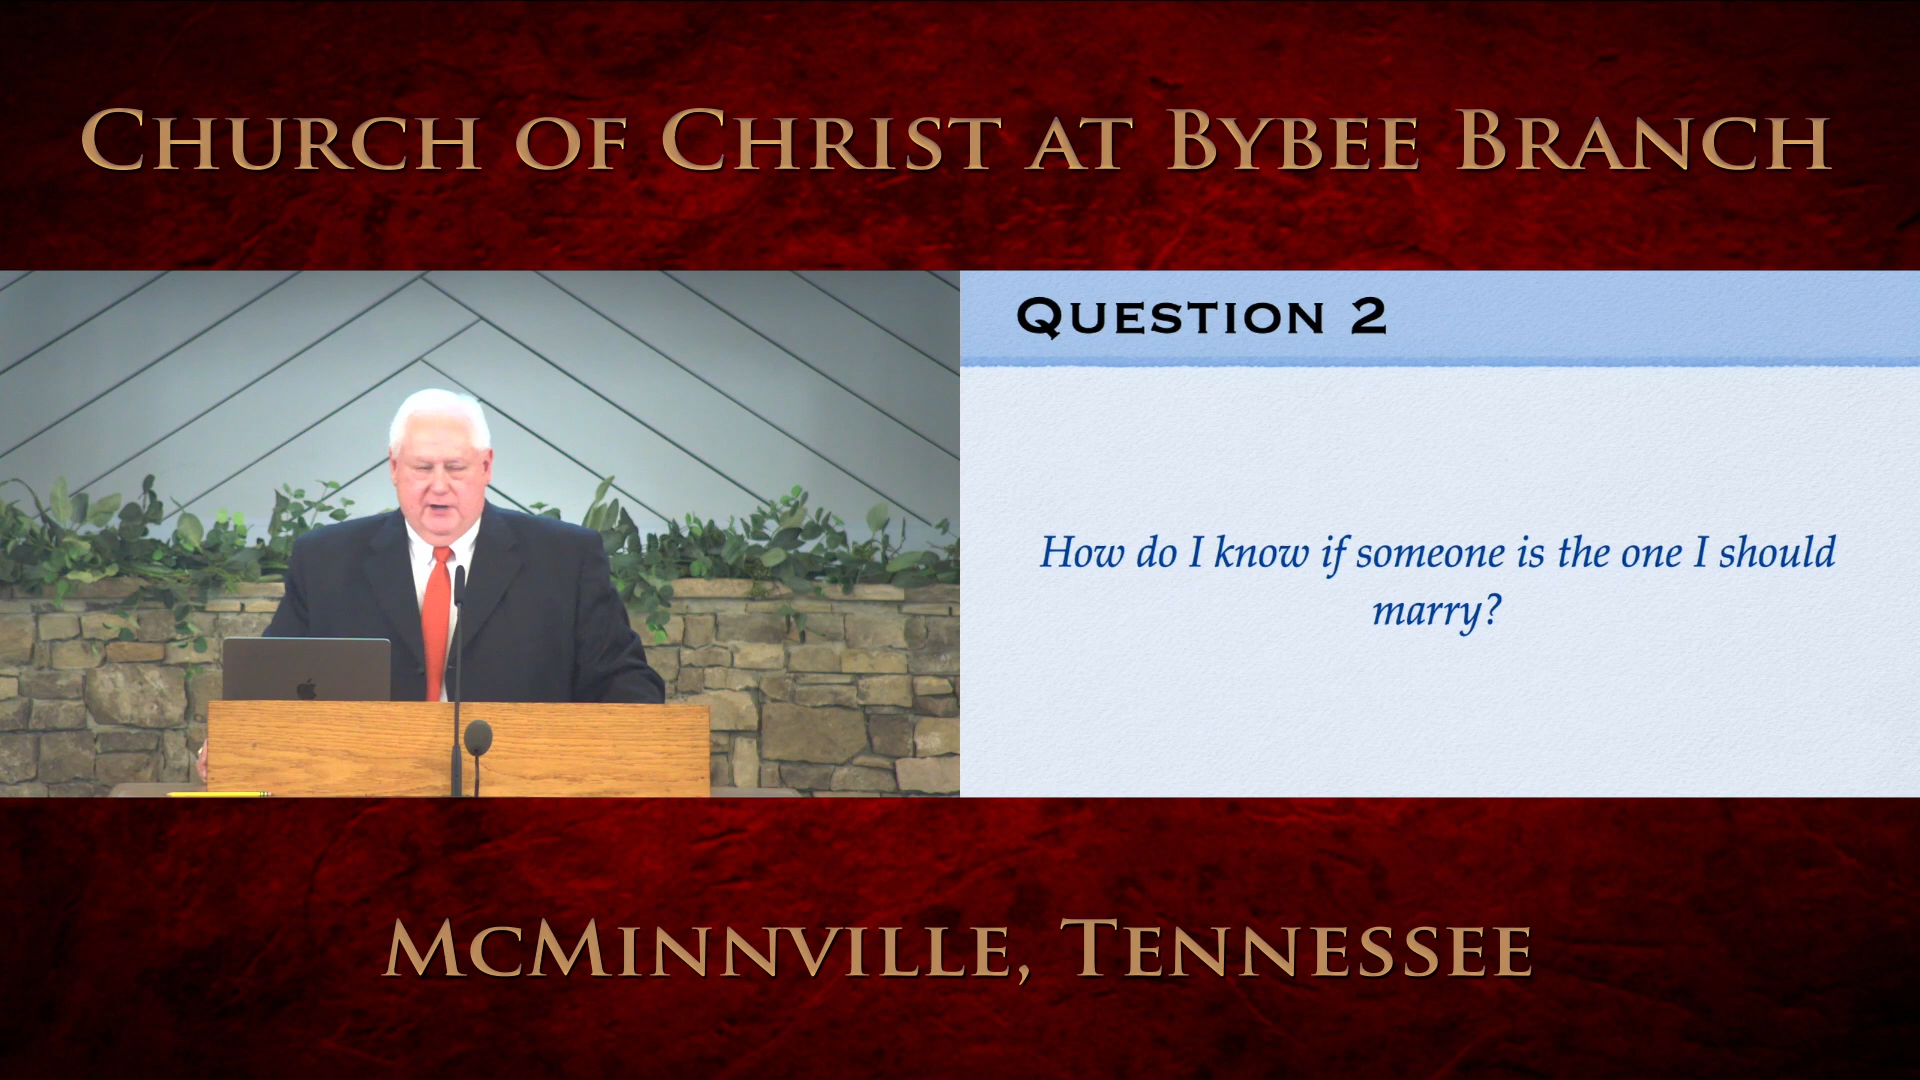 Church of Christ at Bybee Branch
Question 2
How do I know if someone is the one I should
marry?
McMinnville, Tennessee